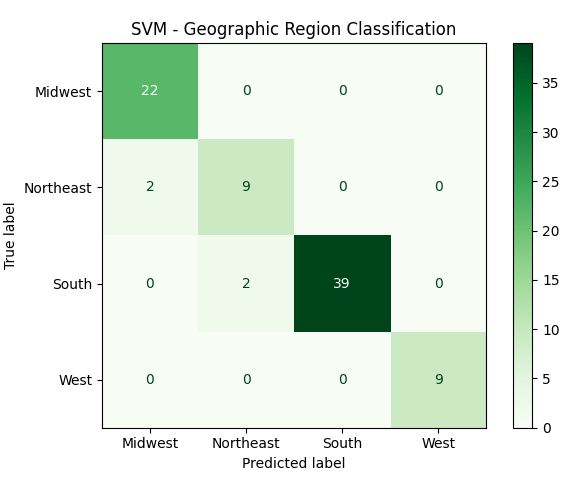 SVM - Geographic Region Classification
True label
Midwest 22 0 0 0
Northeast 2 9 0 0
South 0 2 39 0
West 0 0 0 9
Midwest Northeast South West
Predicted label
35
30
25
20
15
10
5
0